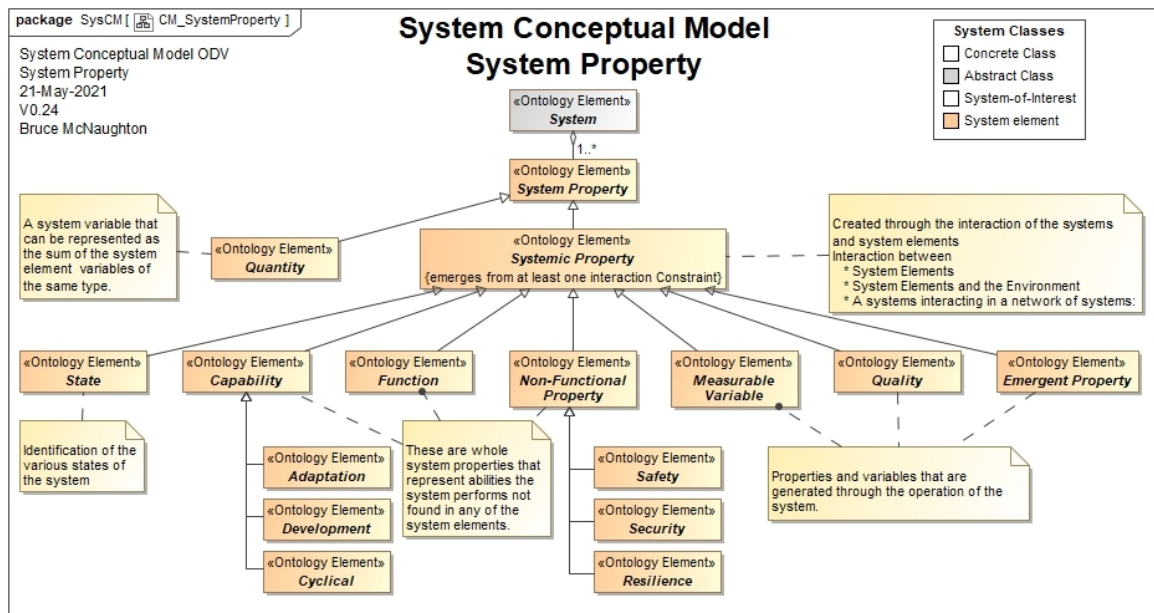 package SysCM [ CM_SystemProperty ]
System Conceptual Model
System Property
System Conceptual Model ODV
System Property
21-May-2021
V0.24
Bruce McNaughton
System Classes
Concrete Class
Abstract Class
System-of-Interest
System element
«Ontology Element»
System
1..*
«Ontology Element»
System Property
A system variable that
can be represented as
the sum of the system
element variables of
the same type.
«Ontology Element»
Quantity
«Ontology Element»
Systemic Property
{emerges from at least one interaction Constraint}
Created through the interaction of the systems
and system elements
Interaction between
* System Elements
* System Elements and the Environment
* A systems interacting in a network of systems:
«Ontology Element»
State
«Ontology Element»
Capability
«Ontology Element»
Function
«Ontology Element»
Non-Functional
Property
«Ontology Element»
Measurable
Variable
«Ontology Element»
Quality
«Ontology Element»
Emergent Property
Identification of the
various states of
the system
«Ontology Element»
Adaptation
«Ontology Element»
Development
«Ontology Element»
Cyclical
These are whole
system properties that
represent abilities the
system performs not
found in any of the
system elements.
«Ontology Element»
Safety
«Ontology Element»
Security
«Ontology Element»
Resilience
Properties and variables that are
generated through the operation of the
system.